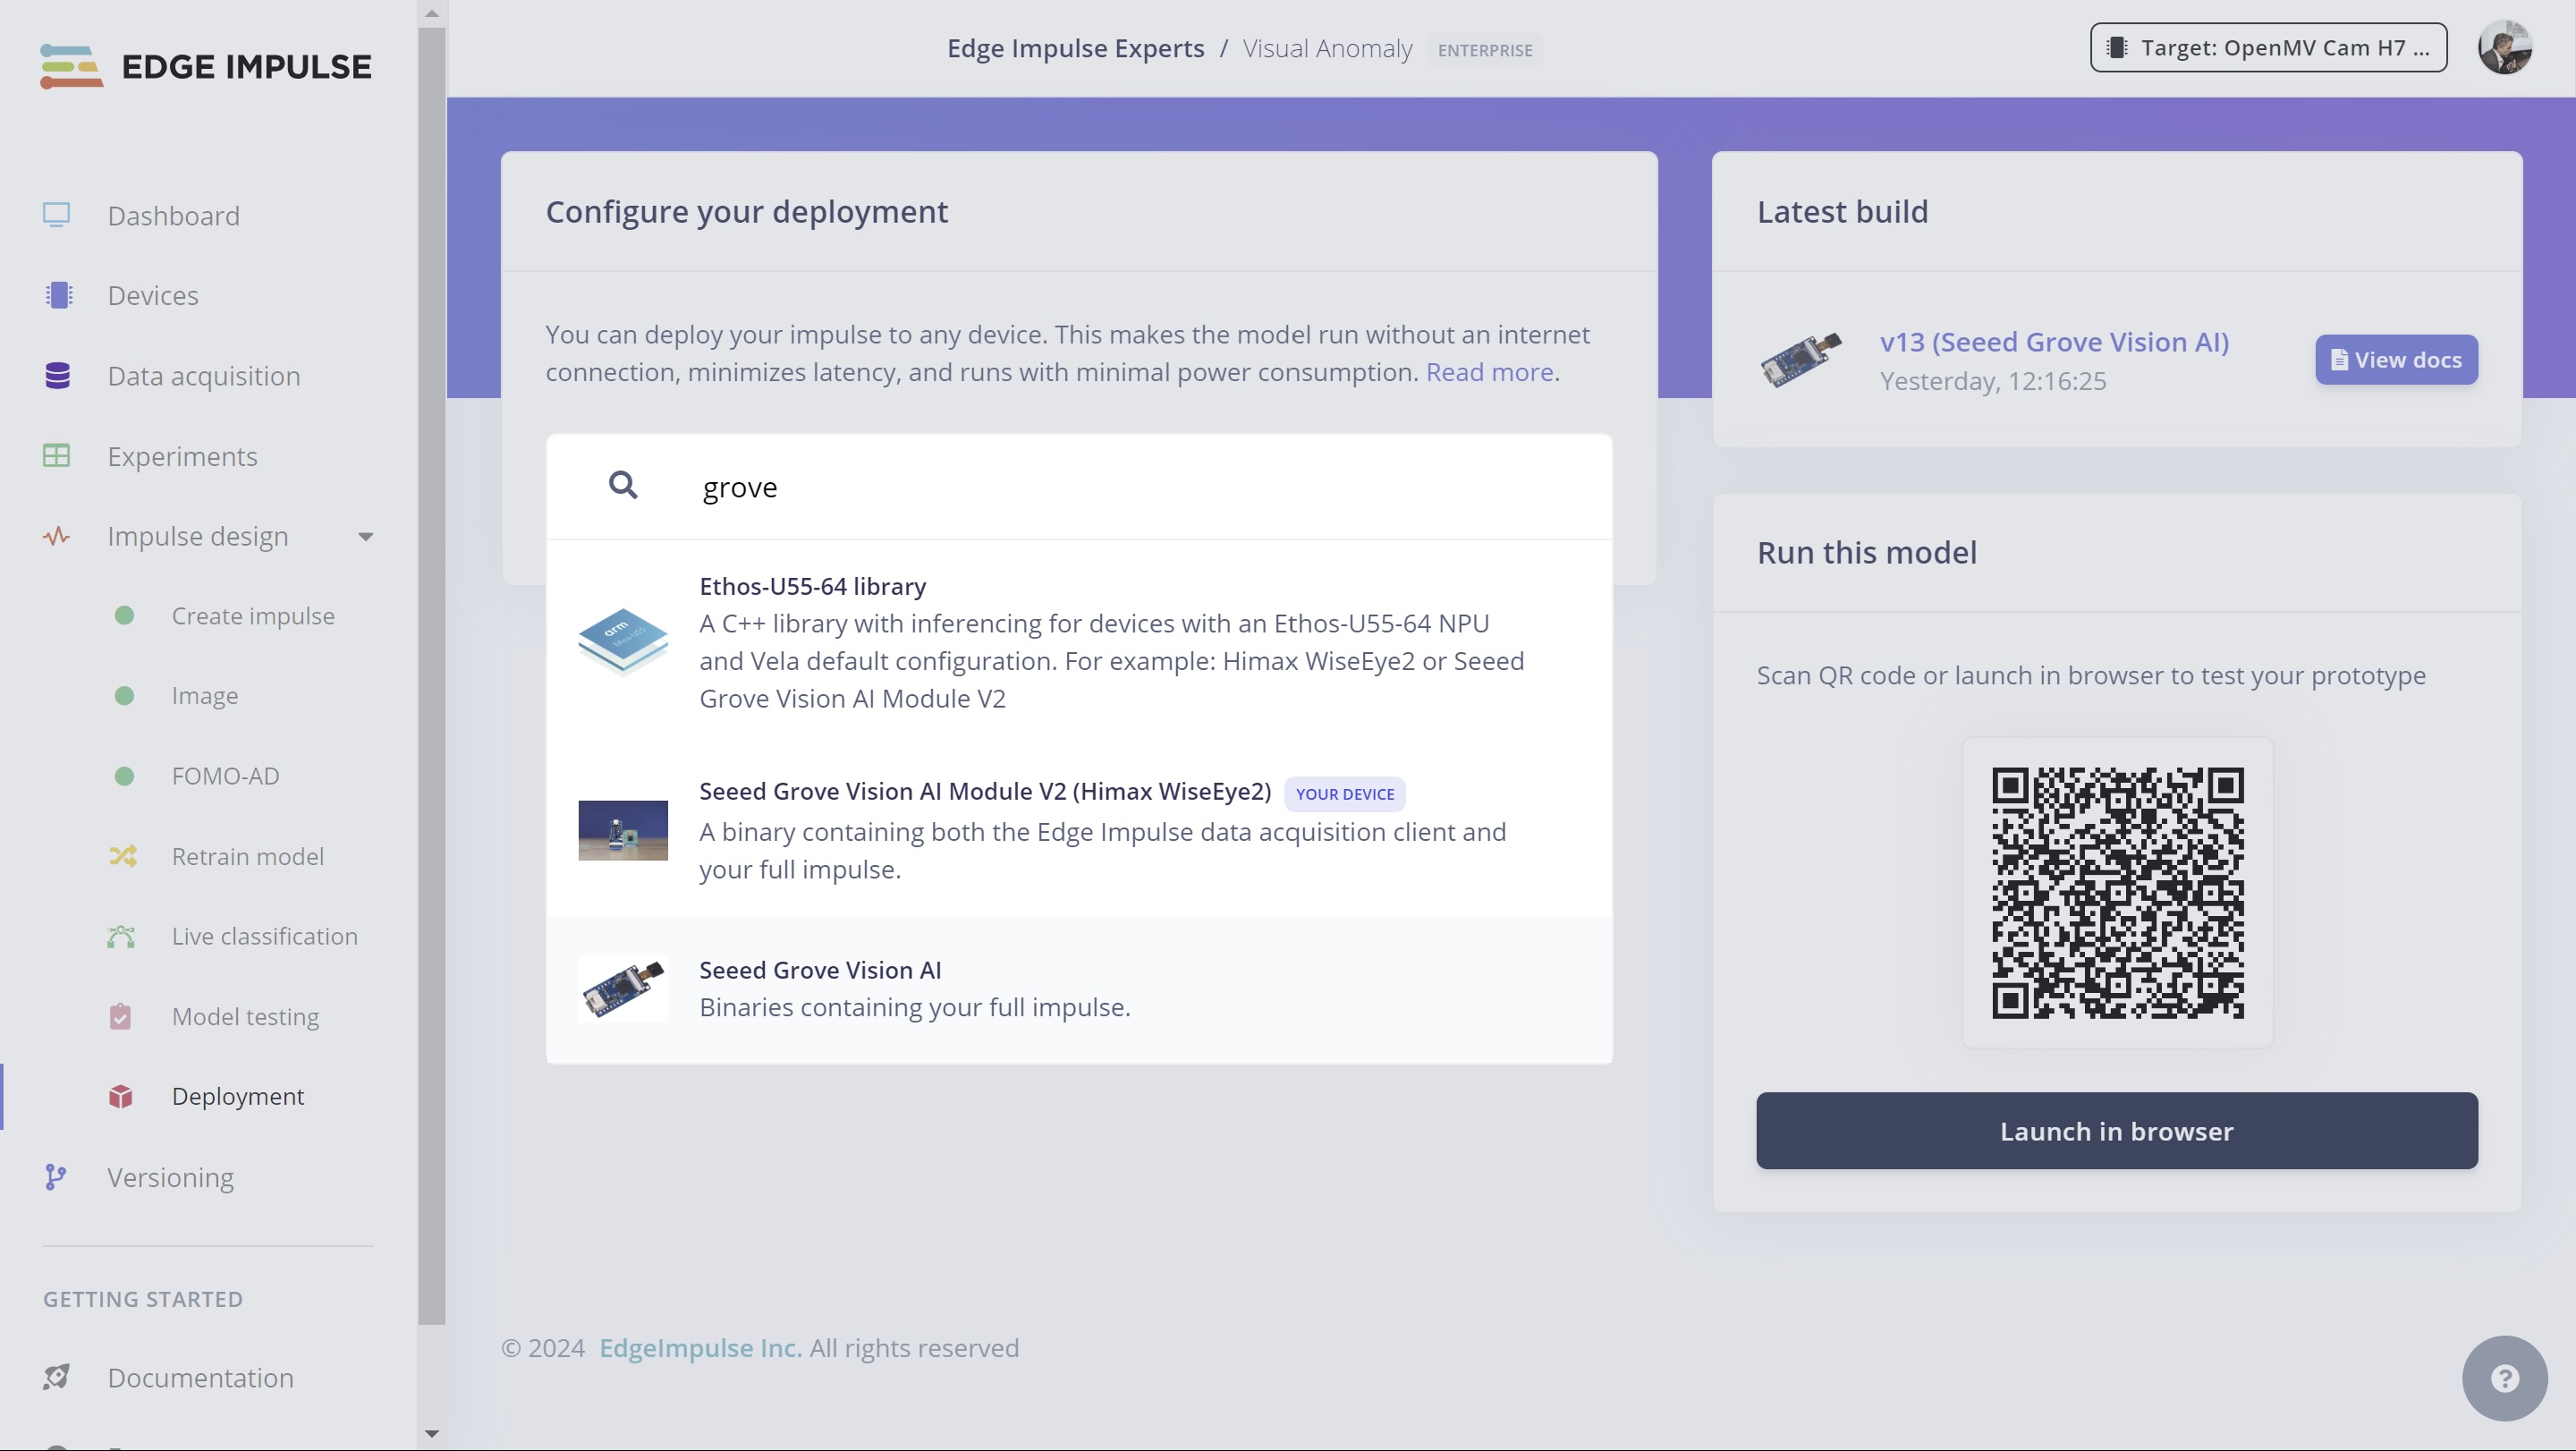 EDGE IMPULSE
Edge Impulse Experts / Visual Anomaly ENTERPRISE
Target: OpenMV Cam H7 ...
Dashboard
Devices
Data acquisition
Experiments
Impulse design
Create impulse
Image
FOMO-AD
Retrain model
Live classification
Model testing
Deployment
Versioning
GETTING STARTED
Documentation
Configure your deployment
You can deploy your impulse to any device. This makes the model run without an internet
connection, minimizes latency, and runs with minimal power consumption. Read more.
grove
Ethos-U55-64 library
A C++ library with inferencing for devices with an Ethos-U55-64 NPU
and Vela default configuration. For example: Himax WiseEye2 or Seeed
Grove Vision AI Module V2
arm
Ethos-U55
Seeed Grove Vision AI Module V2 (Himax WiseEye2) YOUR DEVICE
A binary containing both the Edge Impulse data acquisition client and
your full impulse.
Seeed Grove Vision AI
Binaries containing your full impulse.
Latest build
v13 (Seeed Grove Vision AI)
Yesterday, 12:16:25
View docs
Run this model
Scan QR code or launch in browser to test your prototype
Launch in browser
© 2024 EdgeImpulse Inc. All rights reserved
?